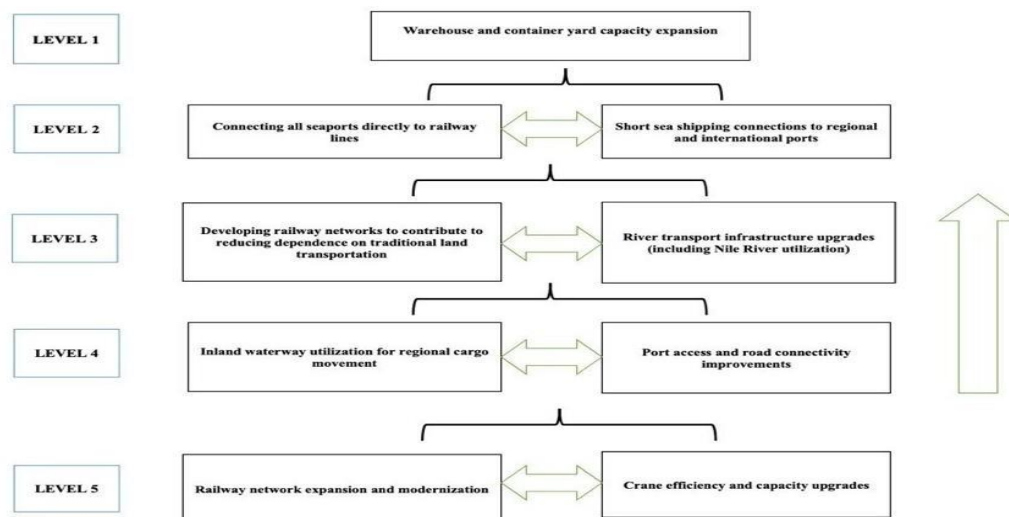 LEVEL 1
Warehouse and container yard capacity expansion
LEVEL 2
Connecting all seaports directly to railway
lines
Short sea shipping connections to regional
and international ports
LEVEL 3
Developing railway networks to contribute to
reducing dependence on traditional land
transportation
River transport infrastructure upgrades
(including Nile River utilization)
LEVEL 4
Inland waterway utilization for regional cargo
movement
Port access and road connectivity
improvements
LEVEL 5
Railway network expansion and modernization
Crane efficiency and capacity upgrades